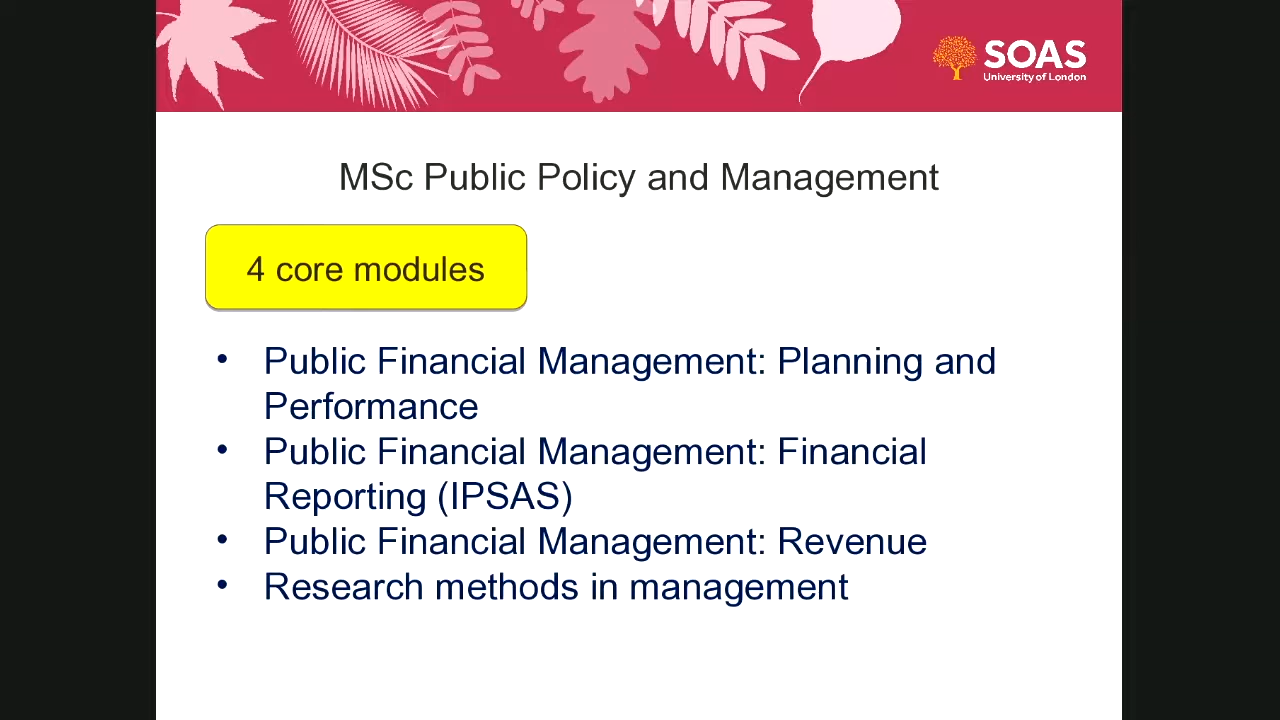 SOAS
University of London
MSc Public Policy and Management
4 core modules
• Public Financial Management: Planning and
Performance
• Public Financial Management: Financial
Reporting (IPSAS)
• Public Financial Management: Revenue
• Research methods in management